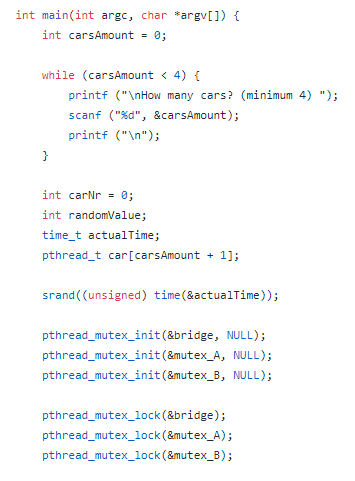 int main(int argc, char *argv[]) {
    int carsAmount = 0;

    while (carsAmount < 4) {
        printf ("\nHow many cars? (minimum 4) ");
        scanf ("%d", &carsAmount);
        printf ("\n");
    }

    int carNr = 0;
    int randomValue;
    time_t actualTime;
    pthread_t car[carsAmount + 1];

    srand((unsigned) time(&actualTime));

    pthread_mutex_init(&bridge, NULL);
    pthread_mutex_init(&mutex_A, NULL);
    pthread_mutex_init(&mutex_B, NULL);

    pthread_mutex_lock(&bridge);
    pthread_mutex_lock(&mutex_A);
    pthread_mutex_lock(&mutex_B);